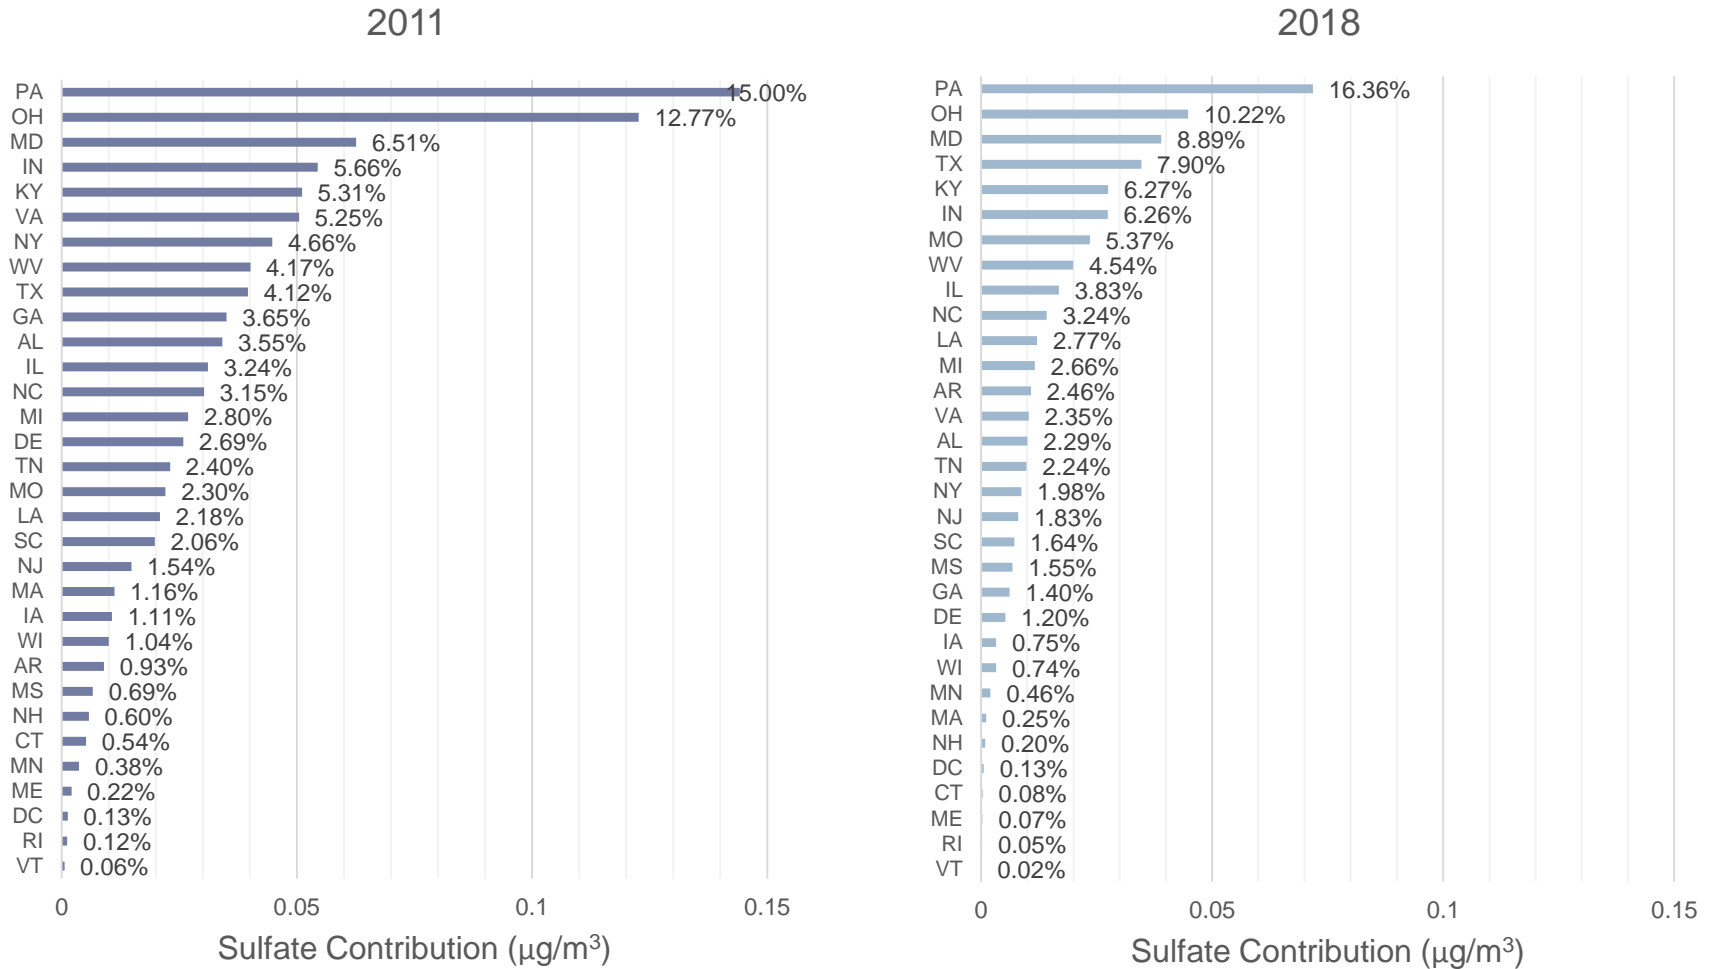 2011
PA 15.00%
OH 12.77%
MD 6.51%
IN 5.66%
KY 5.31%
VA 5.25%
NY 4.66%
WV 4.17%
TX 4.12%
GA 3.65%
AL 3.55%
IL 3.24%
NC 3.15%
MI 2.80%
DE 2.69%
TN 2.40%
MO 2.30%
LA 2.18%
SC 2.06%
NJ 1.54%
MA 1.16%
IA 1.11%
WI 1.04%
AR 0.93%
MS 0.69%
NH 0.60%
CT 0.54%
MN 0.38%
ME 0.22%
DC 0.13%
RI 0.12%
VT 0.06%
0 0.05 0.1 0.15
Sulfate Contribution (µg/m³)
2018
PA 16.36%
OH 10.22%
MD 8.89%
TX 7.90%
KY 6.27%
IN 6.26%
MO 5.37%
WV 4.54%
IL 3.83%
NC 3.24%
LA 2.77%
MI 2.66%
AR 2.46%
VA 2.35%
AL 2.29%
TN 2.24%
NY 1.98%
NJ 1.83%
SC 1.64%
MS 1.55%
GA 1.40%
DE 1.20%
IA 0.75%
WI 0.74%
MN 0.46%
MA 0.25%
NH 0.20%
DC 0.13%
CT 0.08%
ME 0.07%
RI 0.05%
VT 0.02%
0 0.05 0.1 0.15
Sulfate Contribution (µg/m³)